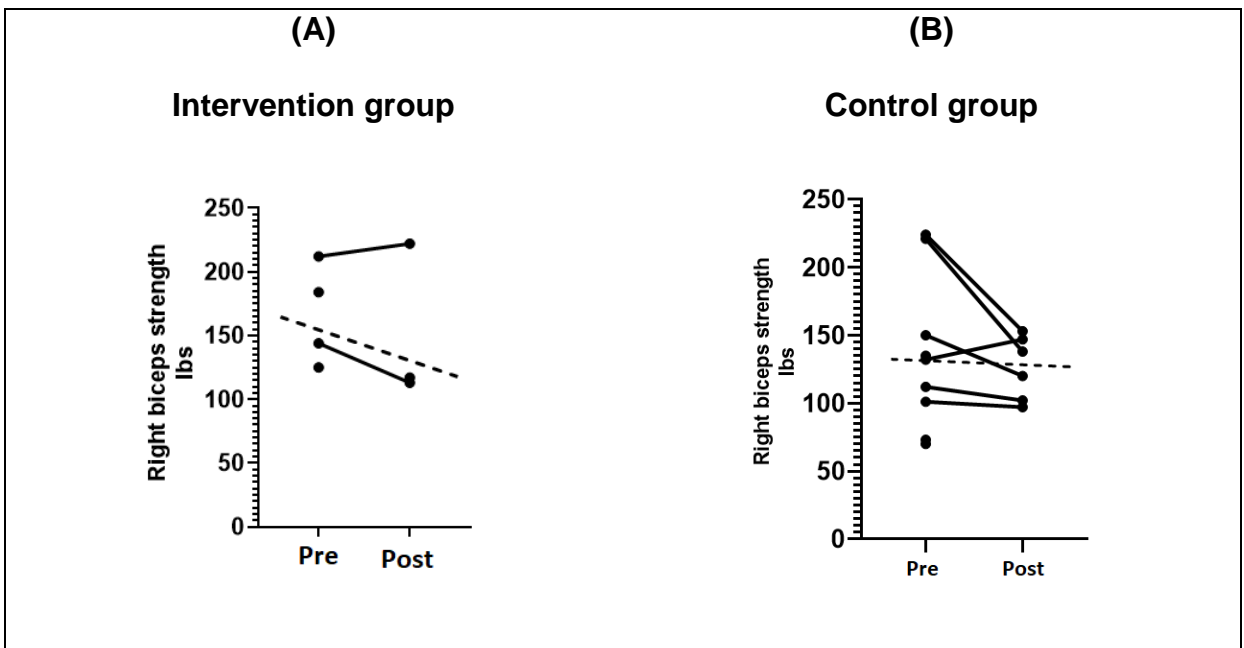 (A)
Intervention group
Right biceps strength
lbs
250
200
150
100
50
0
Pre Post
(B)
Control group
Right biceps strength
lbs
250
200
150
100
50
0
Pre Post